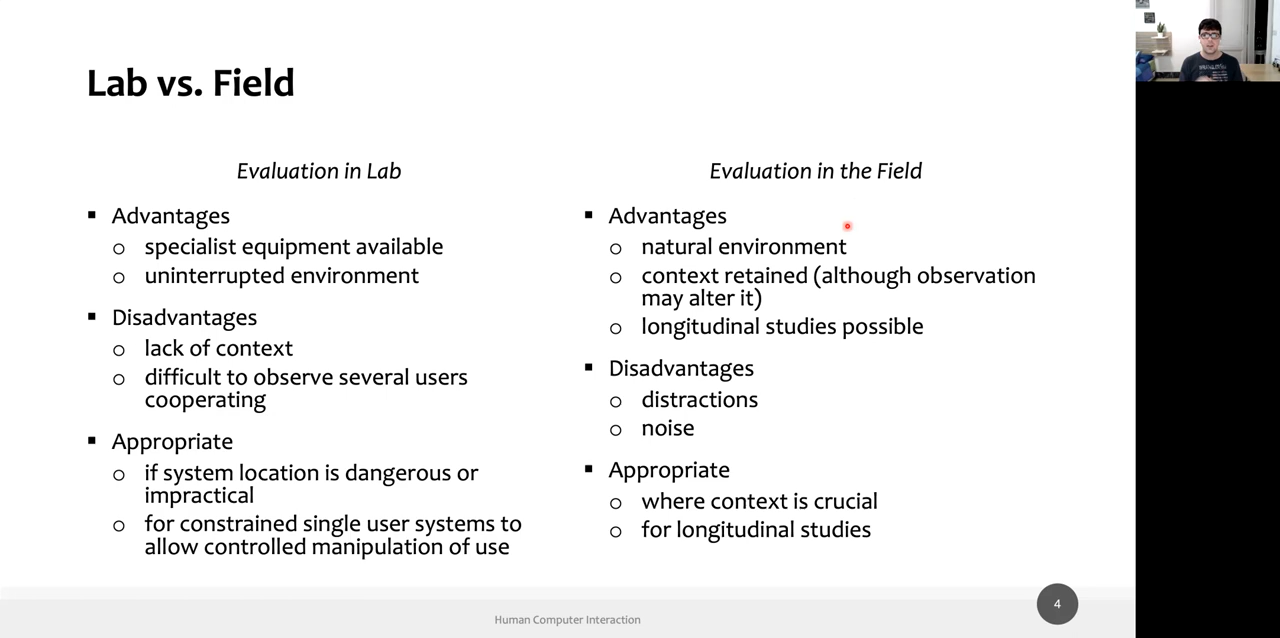 Lab vs. Field
Evaluation in Lab
▪ Advantages
o specialist equipment available
o uninterrupted environment
▪ Disadvantages
o lack of context
o difficult to observe several users
cooperating
▪ Appropriate
o if system location is dangerous or
impractical
o for constrained single user systems to
allow controlled manipulation of use
Evaluation in the Field
▪ Advantages
o natural environment
o context retained (although observation
may alter it)
o longitudinal studies possible
▪ Disadvantages
o distractions
o noise
▪ Appropriate
o where context is crucial
o for longitudinal studies
Human Computer Interaction
4